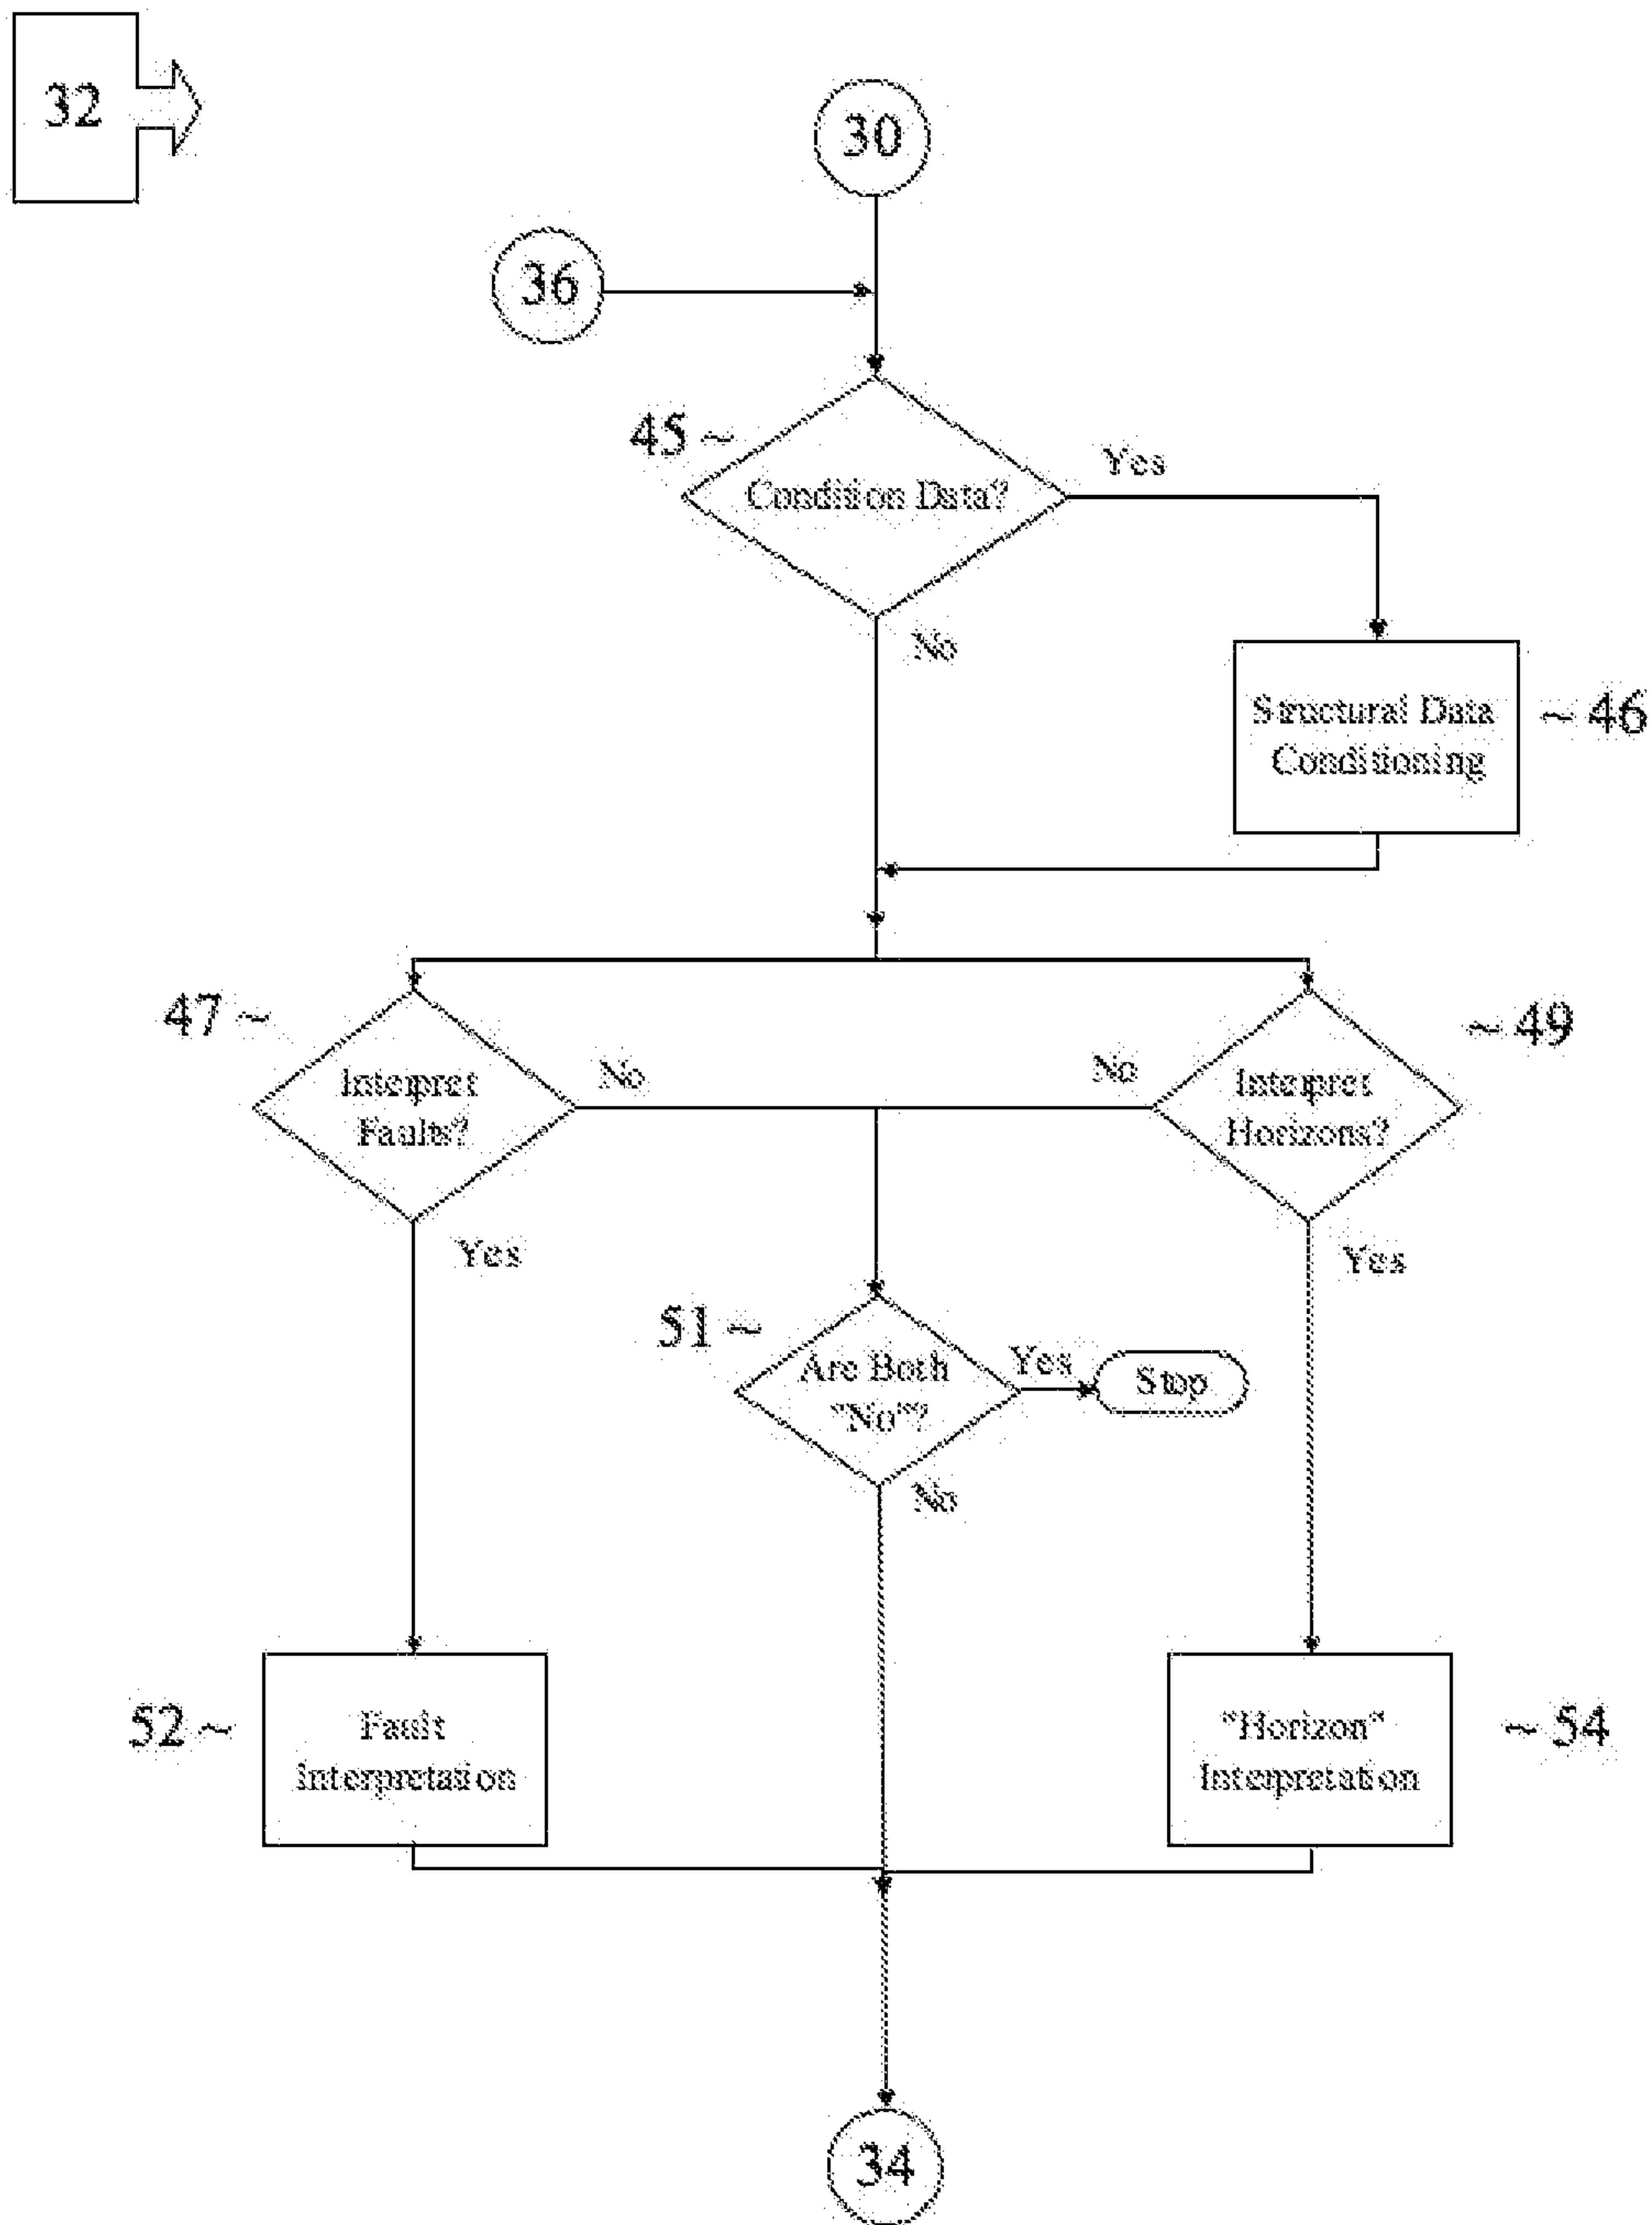 32
30
36
45 ~
Condition Data?
Yes
No
Structural Data
Conditioning
~ 46
47 ~
Interpret
Faults?
No
No
Interpret
Horizons?
~ 49
Yes
Yes
51 ~
Are Both
"No"?
Yes
Stop
No
52 ~
Fault
Interpretation
"Horizon"
Interpretation
~ 54
34